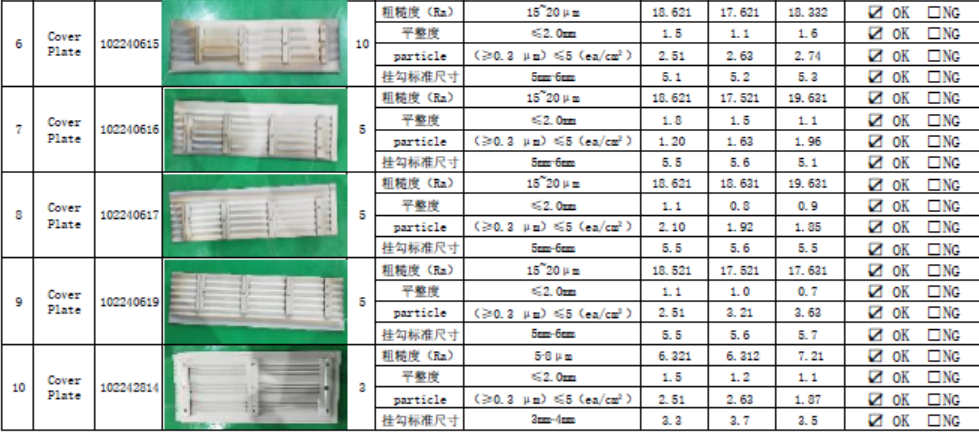 6 Cover Plate 102240615 10 粗糙度（Ra） 15~20μm 18.621 17.621 18.332 ☑ OK □NG
平整度 ≤2.0mm 1.5 1.1 1.6 ☑ OK □NG
particle （≥0.3 μm）≤5（ea/cm²） 2.51 2.63 2.74 ☑ OK □NG
挂勾标准尺寸 5mm-6mm 5.1 5.2 5.3 ☑ OK □NG
7 Cover Plate 102240616 5 粗糙度（Ra） 15~20μm 18.621 17.521 19.631 ☑ OK □NG
平整度 ≤2.0mm 1.8 1.5 1.1 ☑ OK □NG
particle （≥0.3 μm）≤5（ea/cm²） 1.20 1.63 1.96 ☑ OK □NG
挂勾标准尺寸 5mm-6mm 5.5 5.6 5.1 ☑ OK □NG
8 Cover Plate 102240617 5 粗糙度（Ra） 15~20μm 18.621 18.631 19.631 ☑ OK □NG
平整度 ≤2.0mm 1.1 0.8 0.9 ☑ OK □NG
particle （≥0.3 μm）≤5（ea/cm²） 2.10 1.92 1.85 ☑ OK □NG
挂勾标准尺寸 5mm-6mm 5.5 5.6 5.5 ☑ OK □NG
9 Cover Plate 102240619 5 粗糙度（Ra） 15~20μm 18.521 17.521 17.631 ☑ OK □NG
平整度 ≤2.0mm 1.1 1.0 0.7 ☑ OK □NG
particle （≥0.3 μm）≤5（ea/cm²） 2.51 3.21 3.63 ☑ OK □NG
挂勾标准尺寸 5mm-6mm 5.5 5.6 5.7 ☑ OK □NG
10 Cover Plate 102242814 3 粗糙度（Ra） 5-8μm 6.321 6.312 7.21 ☑ OK □NG
平整度 ≤2.0mm 1.5 1.2 1.1 ☑ OK □NG
particle （≥0.3 μm）≤5（ea/cm²） 2.51 2.63 1.87 ☑ OK □NG
挂勾标准尺寸 3mm-4mm 3.3 3.7 3.5 ☑ OK □NG